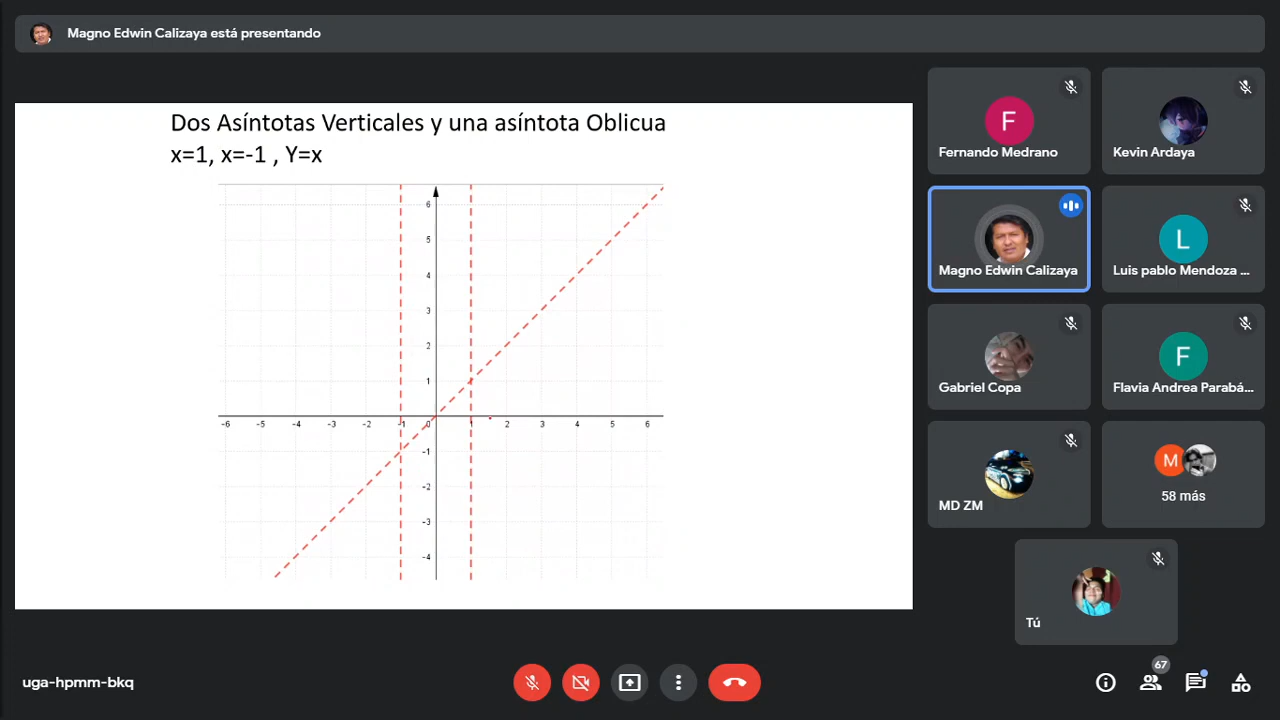 Magno Edwin Calizaya está presentando
Dos Asíntotas Verticales y una asíntota Oblicua
x=1, x=-1 , Y=x
6
5
4
3
2
1
-6 -5 -4 -3 -2 -1 0 1 2 3 4 5 6
-1
-2
-3
-4
F
Fernando Medrano
Kevin Ardaya
Magno Edwin Calizaya
L
Luis pablo Mendoza ...
Gabriel Copa
F
Flavia Andrea Parabá...
MD ZM
M
58 más
Tú
uga-hpmm-bkq
67